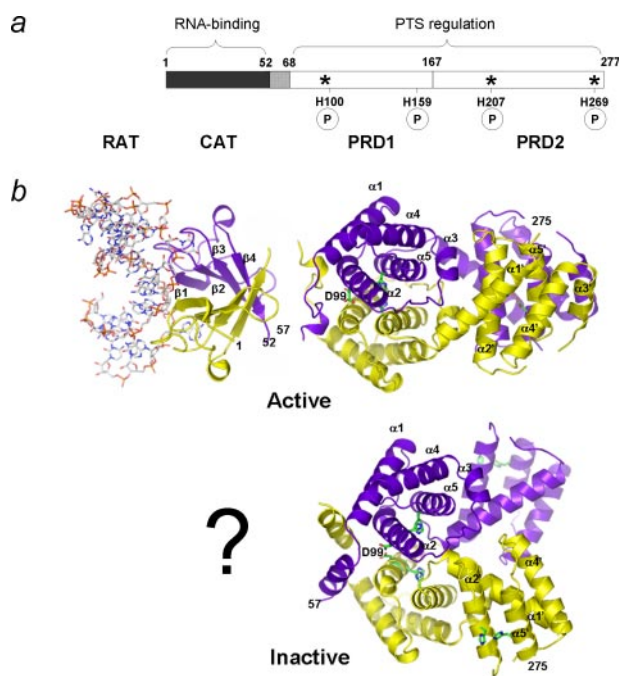 a
RNA-binding PTS regulation
1 52 68 167 277
* * *
H100 H159 H207 H269
P P P P
RAT CAT PRD1 PRD2
b
α1
α4
275
β3
β4
α3
α5
α5'
α1'
β1
β2
α2
α3'
D99
1
52
57
α2'
α4'
Active
α1
α4
α3
α5
?
D99
α2
α2'
α4'
57
α1'
α5'
275
Inactive